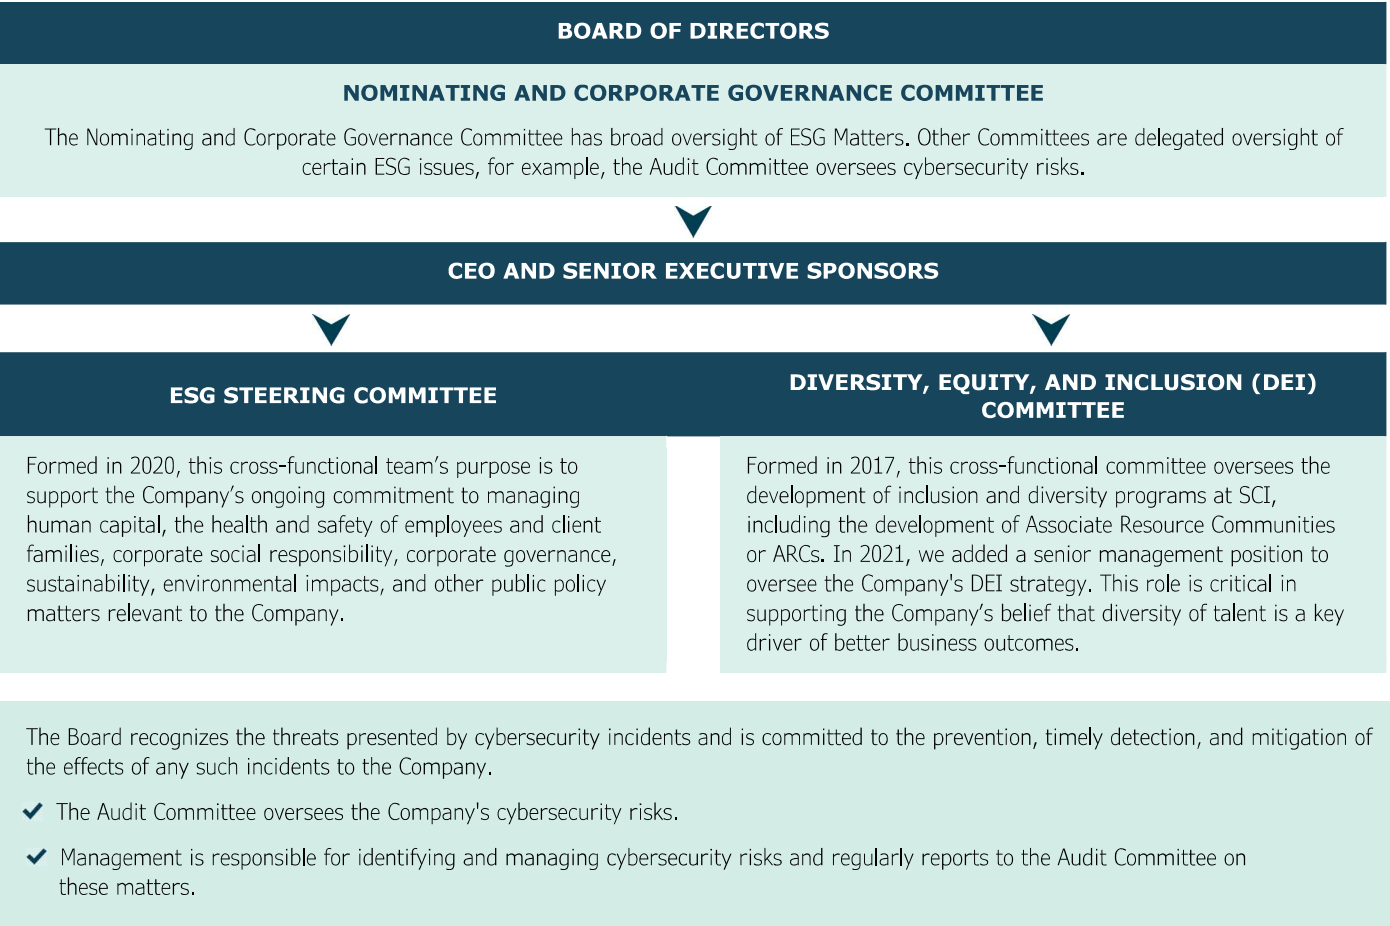 BOARD OF DIRECTORS
NOMINATING AND CORPORATE GOVERNANCE COMMITTEE
The Nominating and Corporate Governance Committee has broad oversight of ESG Matters. Other Committees are delegated oversight of
certain ESG issues, for example, the Audit Committee oversees cybersecurity risks.
CEO AND SENIOR EXECUTIVE SPONSORS
ESG STEERING COMMITTEE
Formed in 2020, this cross-functional team’s purpose is to
support the Company’s ongoing commitment to managing
human capital, the health and safety of employees and client
families, corporate social responsibility, corporate governance,
sustainability, environmental impacts, and other public policy
matters relevant to the Company.
DIVERSITY, EQUITY, AND INCLUSION (DEI)
COMMITTEE
Formed in 2017, this cross-functional committee oversees the
development of inclusion and diversity programs at SCI,
including the development of Associate Resource Communities
or ARCs. In 2021, we added a senior management position to
oversee the Company's DEI strategy. This role is critical in
supporting the Company’s belief that diversity of talent is a key
driver of better business outcomes.
The Board recognizes the threats presented by cybersecurity incidents and is committed to the prevention, timely detection, and mitigation of
the effects of any such incidents to the Company.
The Audit Committee oversees the Company's cybersecurity risks.
Management is responsible for identifying and managing cybersecurity risks and regularly reports to the Audit Committee on
these matters.